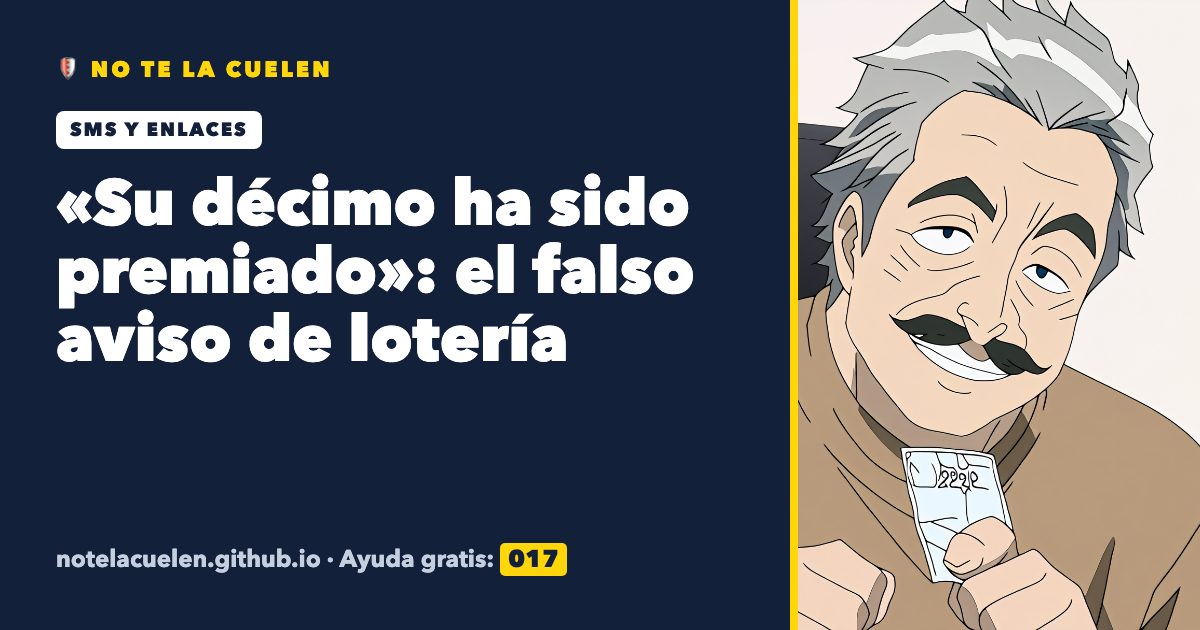 NO TE LA CUELEN
SMS Y ENLACES
«Su décimo ha sido
premiado»: el falso
aviso de lotería
notelacuelen.github.io · Ayuda gratis: 017